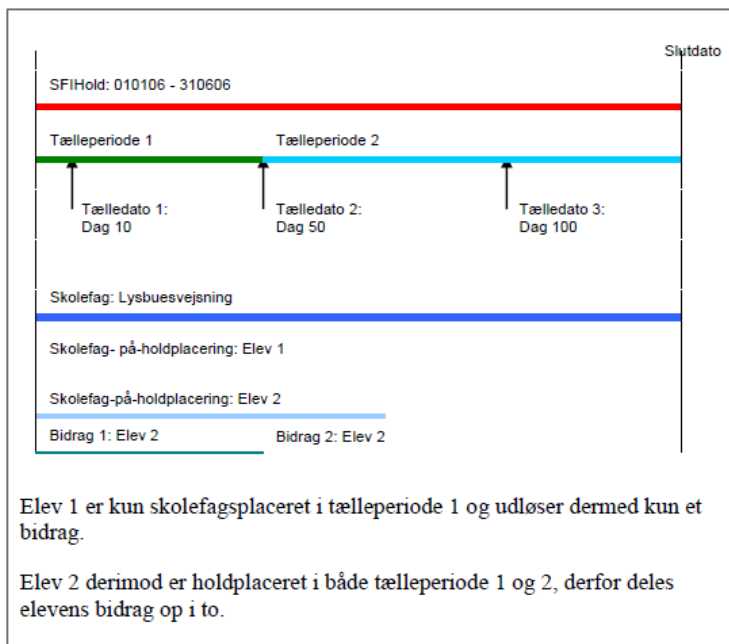 Slutdato
SFIHold: 010106 - 310606
Tælleperiode 1
Tælleperiode 2
Tælledato 1:
Dag 10
Tælledato 2:
Dag 50
Tælledato 3:
Dag 100
Skolefag: Lysbuesvejsning
Skolefag- på-holdplacering: Elev 1
Skolefag-på-holdplacering: Elev 2
Bidrag 1: Elev 2
Bidrag 2: Elev 2
Elev 1 er kun skolefagsplaceret i tælleperiode 1 og udløser dermed kun et
bidrag.
Elev 2 derimod er holdplaceret i både tælleperiode 1 og 2, derfor deles
elevens bidrag op i to.